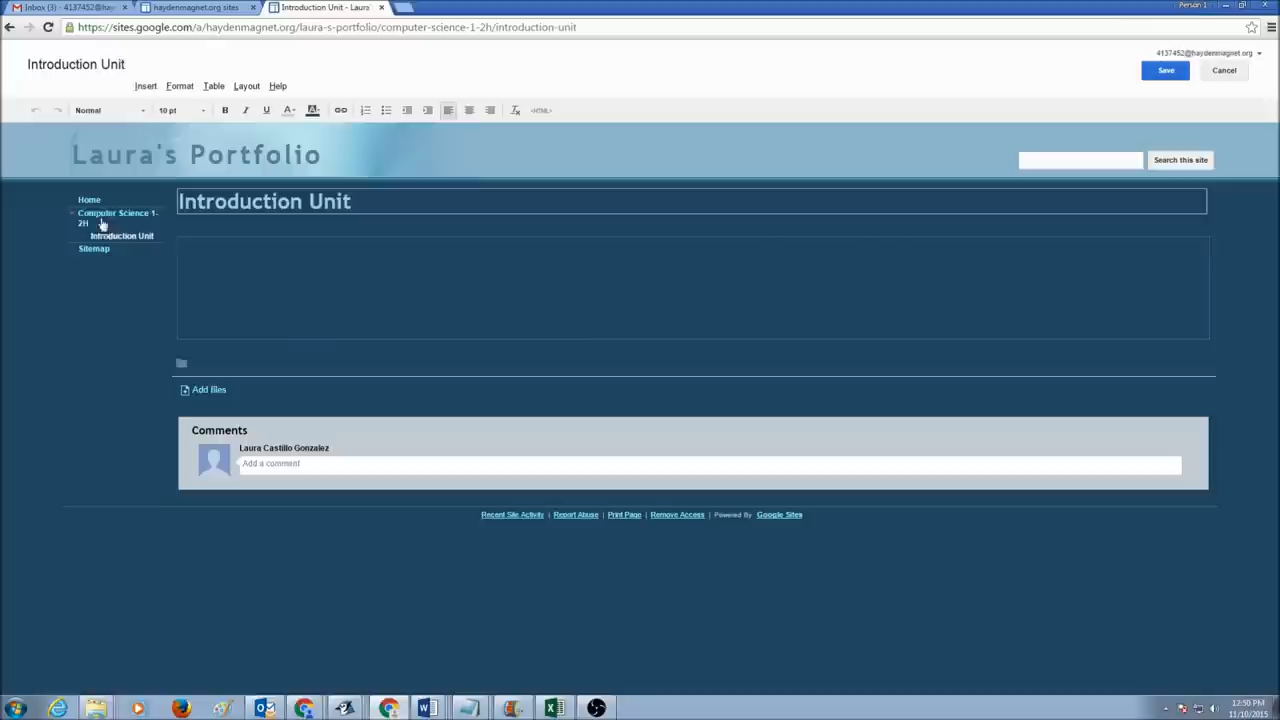 Inbox (3) - 4137452@hay
haydenmagnet.org sites
Introduction Unit - Laura'
Person 1
https://sites.google.com/a/haydenmagnet.org/laura-s-portfolio/computer-science-1-2h/introduction-unit
4137452@haydenmagnet.org
Introduction Unit
Save
Cancel
Insert
Format
Table
Layout
Help
Normal
10 pt
B
I
U
A
A
<HTML>
Laura's Portfolio
Search this site
Home
Computer Science 1-
2H
Introduction Unit
Sitemap
Introduction Unit
Add files
Comments
Laura Castillo Gonzalez
Add a comment
Recent Site Activity | Report Abuse | Print Page | Remove Access | Powered By Google Sites
12:50 PM
11/10/2015